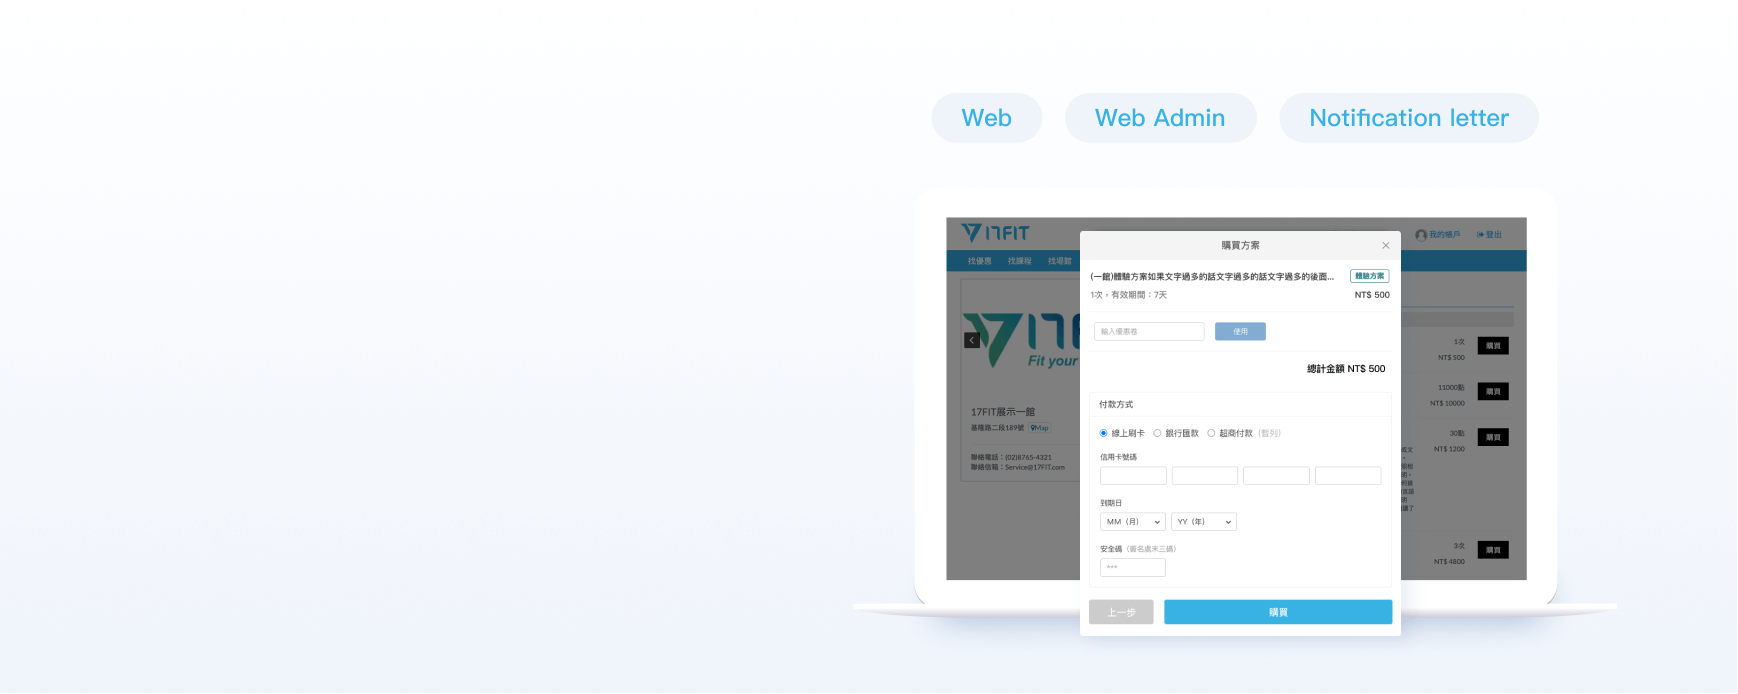 Web
Web Admin
Notification letter
17FIT
我的帳戶
登出
找優惠
找課程
找場館
17F
Fit your
17FIT展示一館
基隆路二段189號 Map
聯絡電話：(02)8765-4321
聯絡信箱：Service@17FIT.com
購買方案
(一館)體驗方案如果文字過多的話文字過多的話文字過多的後面...
體驗方案
1次，有效期間：7天
NT$ 500
輸入優惠卷
使用
總計金額 NT$ 500
付款方式
線上刷卡
銀行匯款
超商付款（暫列）
信用卡號碼
到期日
MM（月）
YY（年）
安全碼（簽名處末三碼）
***
上一步
購買
1次
NT$ 500
購買
11000點
NT$ 10000
購買
30點
NT$ 1200
購買
3次
NT$ 4800
購買